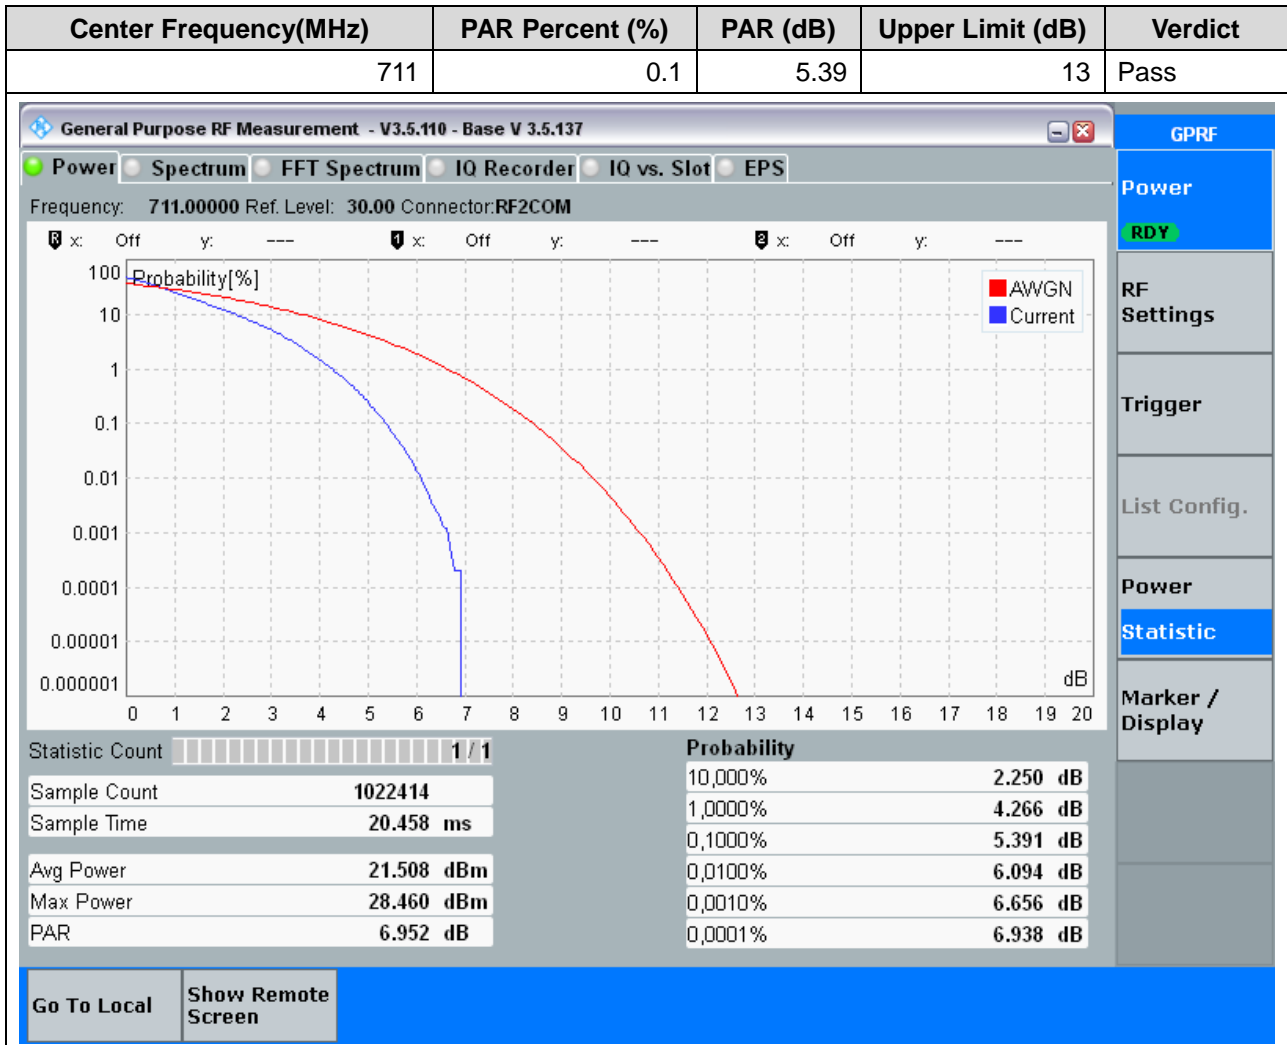 Center Frequency(MHz) PAR Percent (%) PAR (dB) Upper Limit (dB) Verdict
711 0.1 5.39 13 Pass
General Purpose RF Measurement - V3.5.110 - Base V 3.5.137
GPRF
Power Spectrum FFT Spectrum IQ Recorder IQ vs. Slot EPS
Power
RDY
Frequency: 711.00000 Ref. Level: 30.00 Connector:RF2COM
R x: Off y: --- 1 x: Off y: --- 2 x: Off y: ---
Probability[%]
AWGN
Current
100
10
1
0.1
0.01
0.001
0.0001
0.00001
0.000001
dB
0 1 2 3 4 5 6 7 8 9 10 11 12 13 14 15 16 17 18 19 20
RF
Settings
Trigger
List Config.
Power
Statistic
Marker /
Display
Statistic Count 1 / 1
Sample Count 1022414
Sample Time 20.458 ms
Avg Power 21.508 dBm
Max Power 28.460 dBm
PAR 6.952 dB
Probability
10,000% 2.250 dB
1,0000% 4.266 dB
0,1000% 5.391 dB
0,0100% 6.094 dB
0,0010% 6.656 dB
0,0001% 6.938 dB
Go To Local
Show Remote
Screen